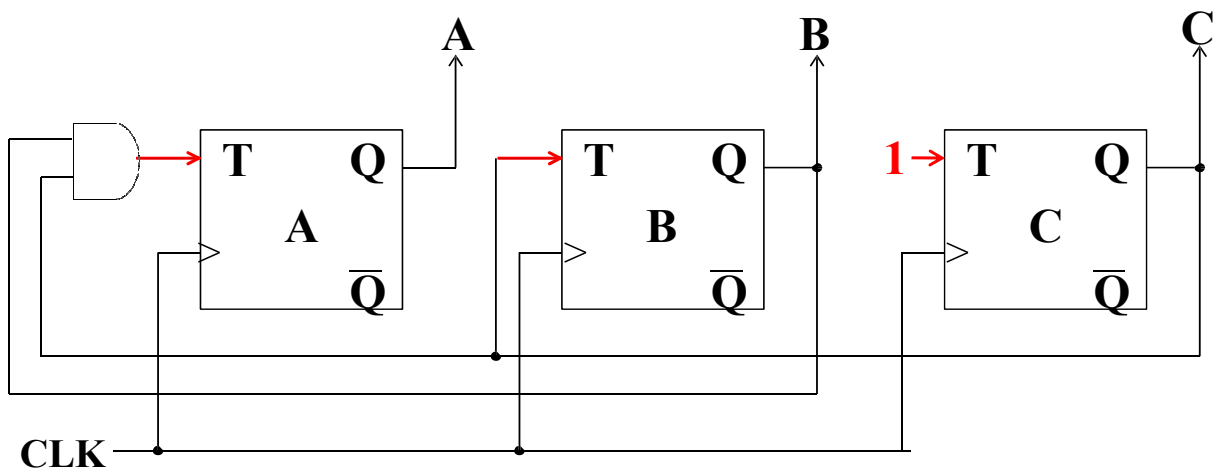 A B C
T Q T Q 1 T Q
A B C
Q̅ Q̅ Q̅
CLK